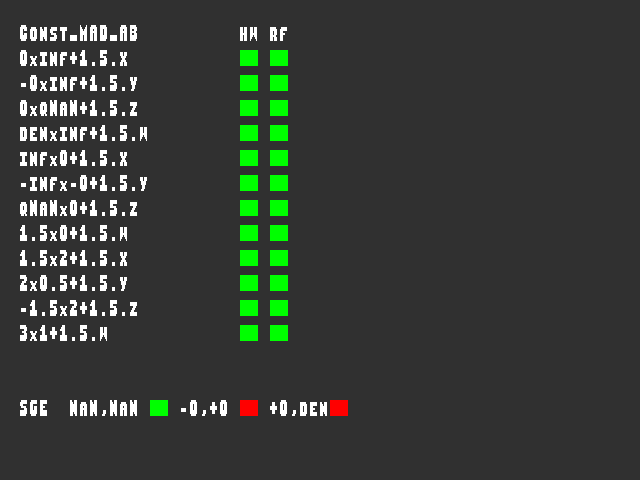 Const_MAD_AB HW RF
0xINF+1.5.x
-0xINF+1.5.y
0xQNaN+1.5.z
DENxINF+1.5.w
INFx0+1.5.x
-INFx-0+1.5.y
QNaNx0+1.5.z
1.5x0+1.5.w
1.5x2+1.5.x
2x0.5+1.5.y
-1.5x2+1.5.z
3x1+1.5.w
SGE NaN,NaN -0,+0 +0,DEN